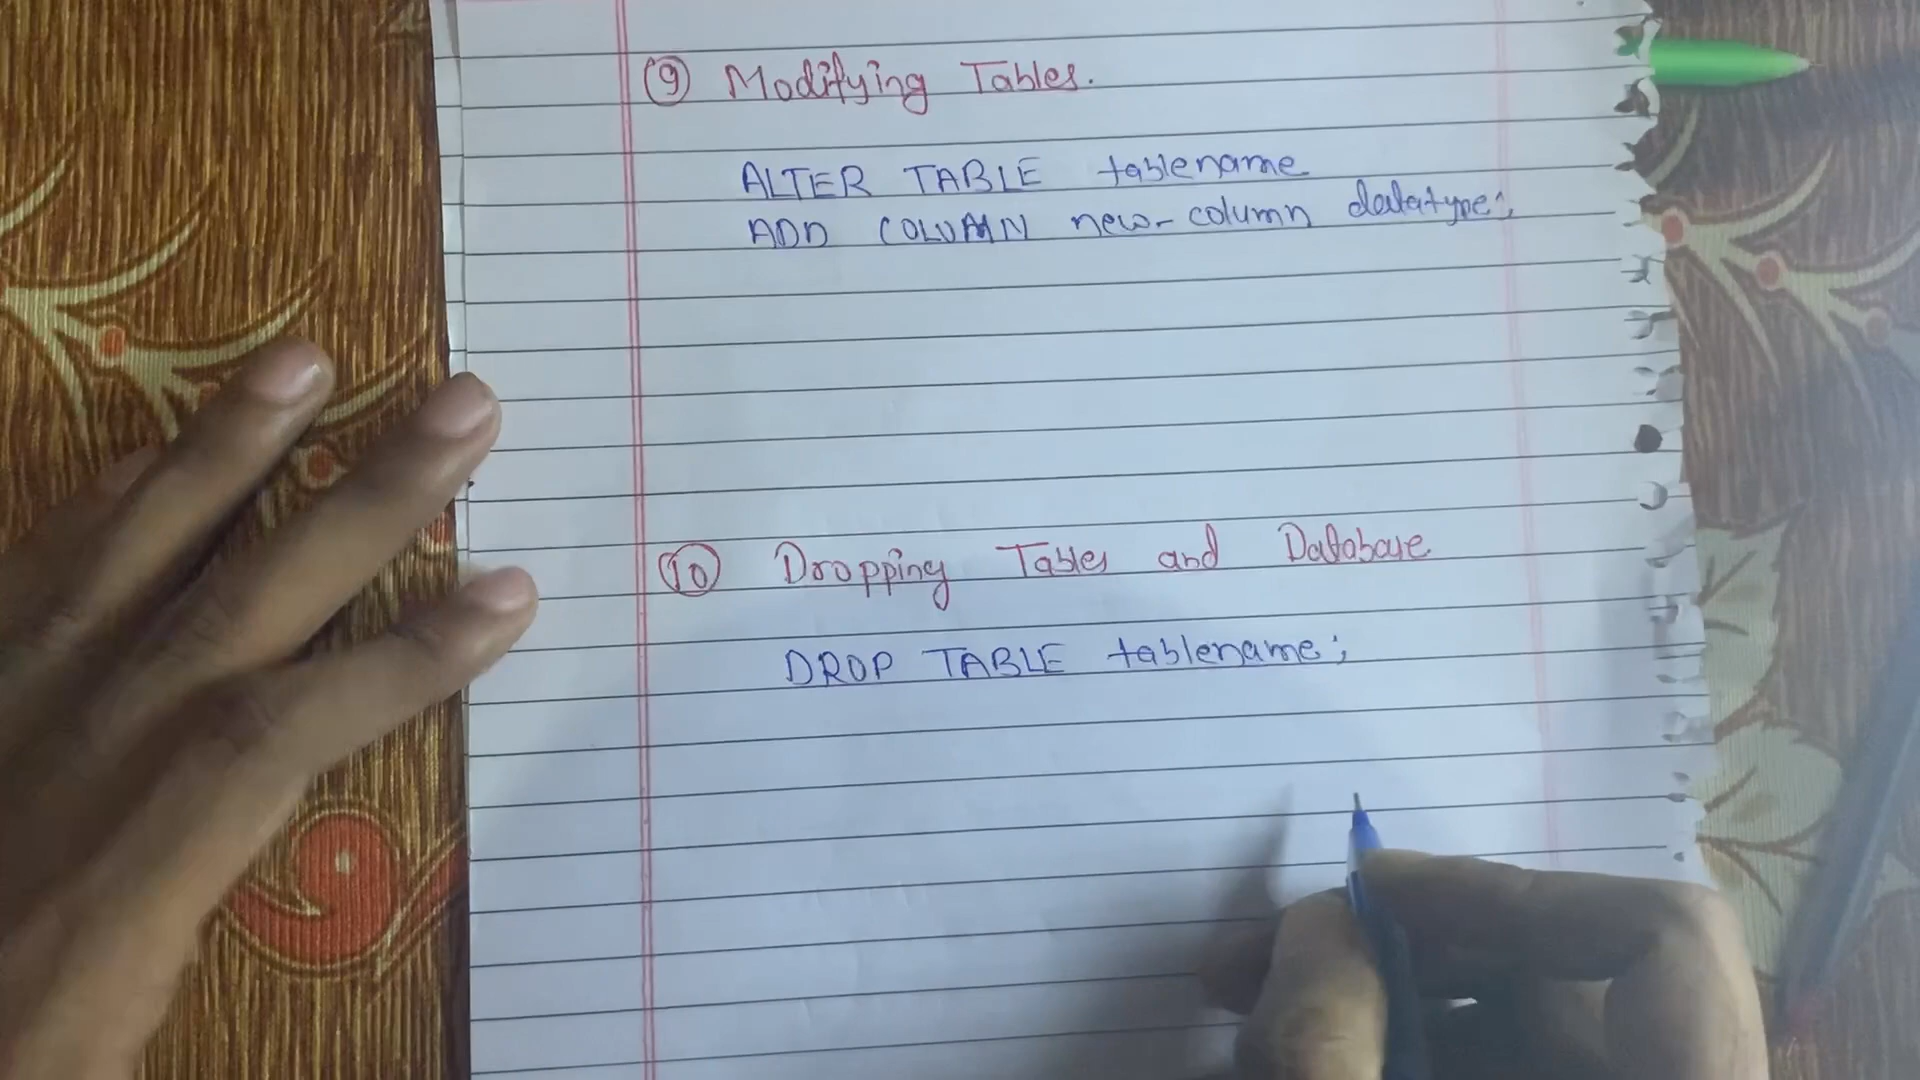 (9) Modifying Tables.
ALTER TABLE tablename
ADD COLUMN new-column datatype;
(10) Dropping Tables and Database
DROP TABLE tablename;